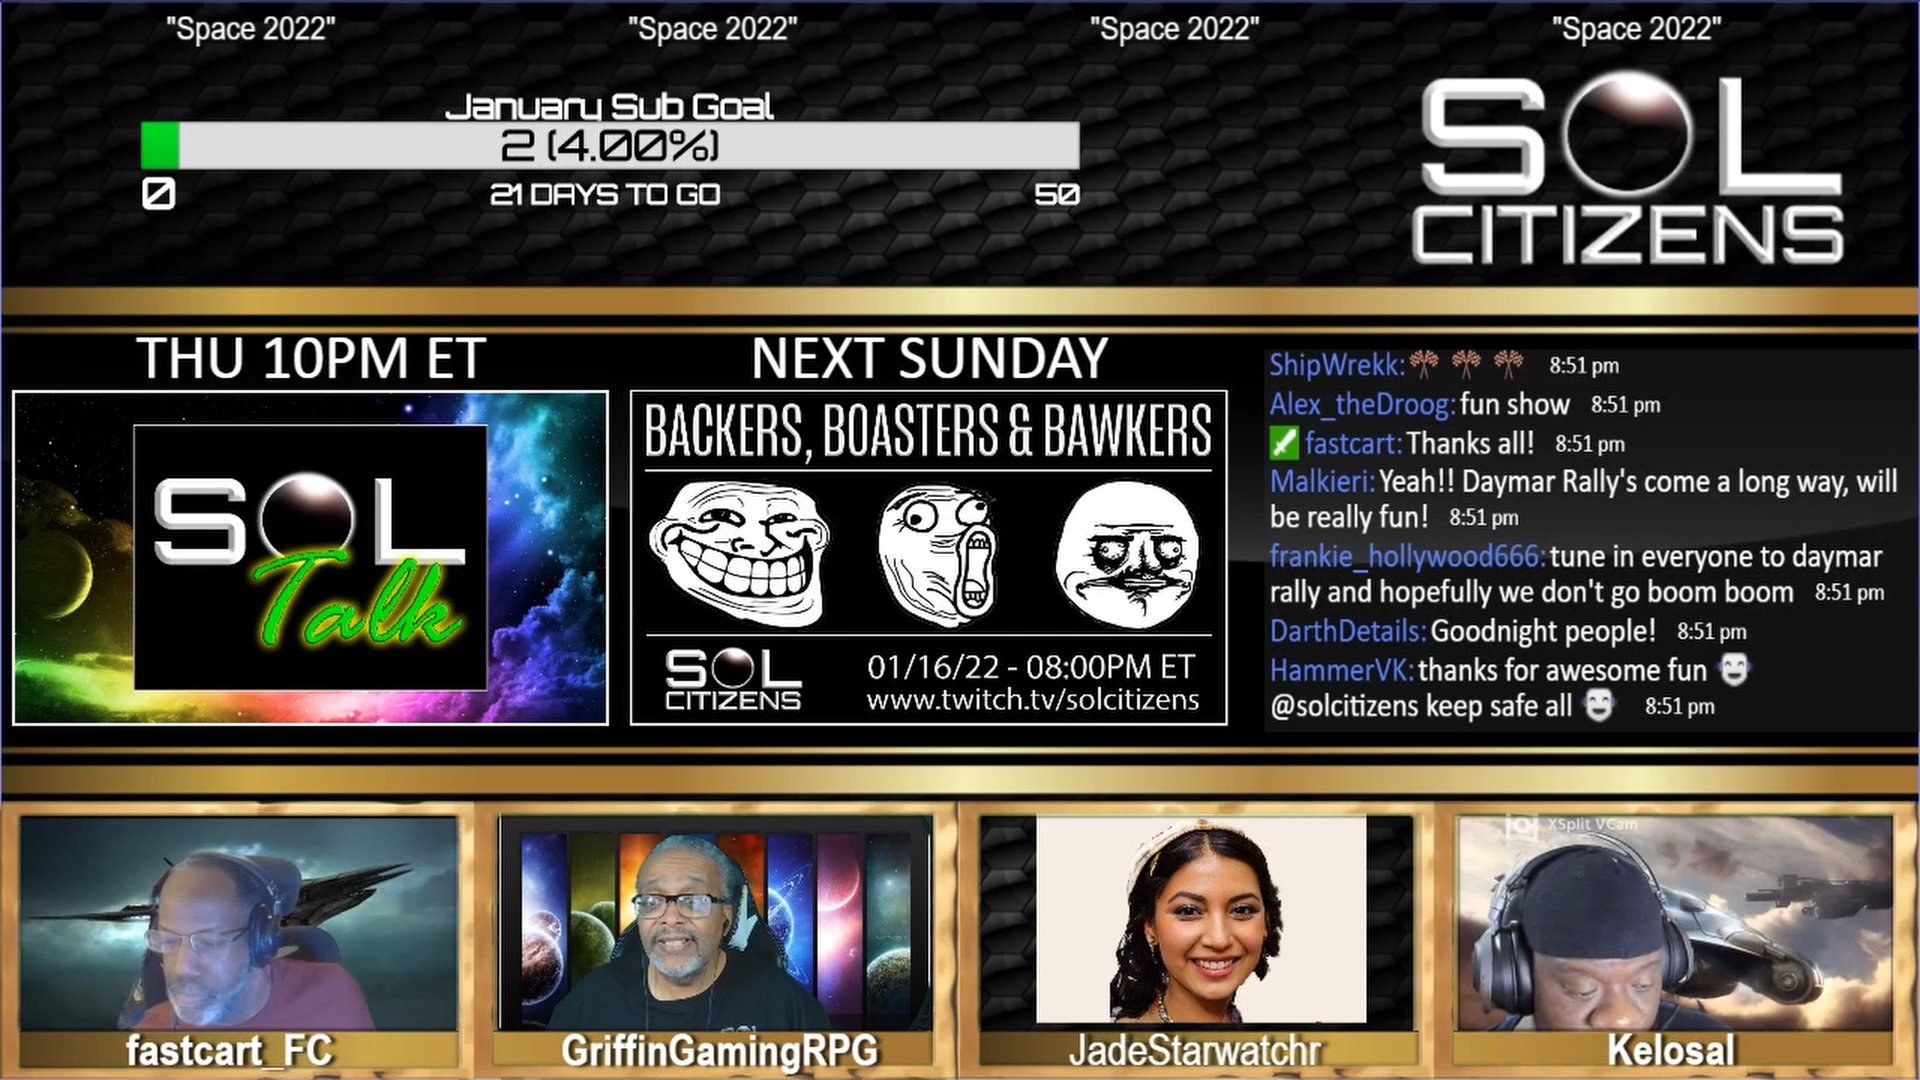 "Space 2022" "Space 2022" "Space 2022" "Space 2022"
January Sub Goal
2 (4.00%)
0 21 DAYS TO GO 50
SOL
CITIZENS
THU 10PM ET
SOL
Talk
NEXT SUNDAY
BACKERS, BOASTERS & BAWKERS
SOL
CITIZENS
01/16/22 - 08:00PM ET
www.twitch.tv/solcitizens
ShipWrekk: 8:51 pm
Alex_theDroog: fun show 8:51 pm
fastcart: Thanks all! 8:51 pm
Malkieri: Yeah!! Daymar Rally's come a long way, will
be really fun! 8:51 pm
frankie_hollywood666: tune in everyone to daymar
rally and hopefully we don't go boom boom 8:51 pm
DarthDetails: Goodnight people! 8:51 pm
HammerVK: thanks for awesome fun
@solcitizens keep safe all 8:51 pm
XSplit VCam
fastcart_FC
GriffinGamingRPG
JadeStarwatchr
Kelosal